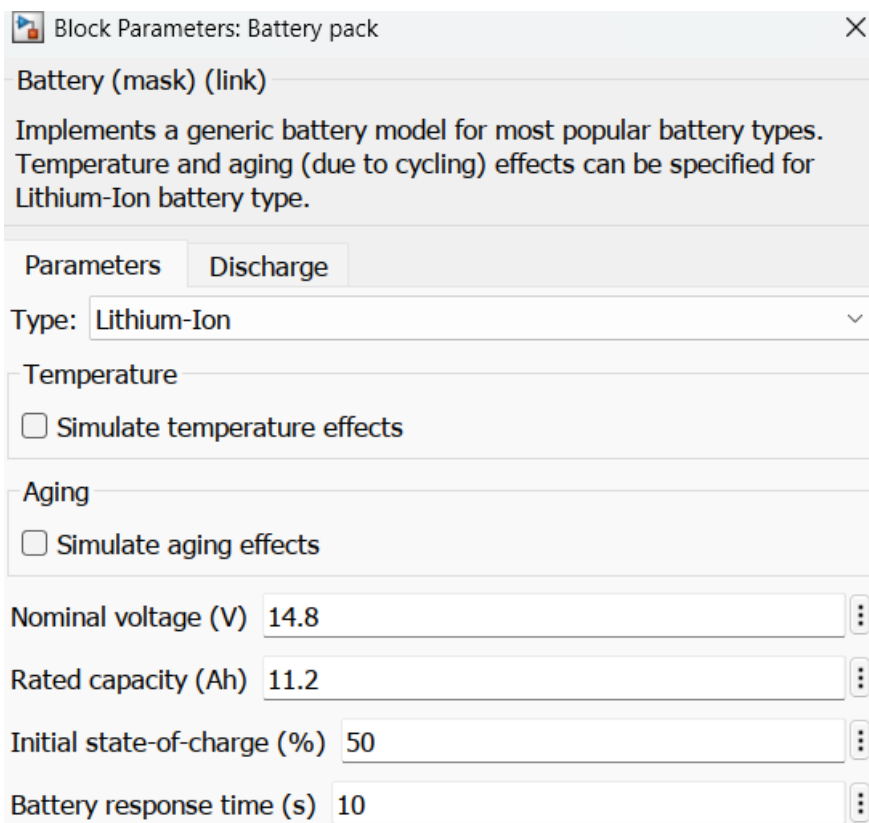 Block Parameters: Battery pack
Battery (mask) (link)
Implements a generic battery model for most popular battery types.
Temperature and aging (due to cycling) effects can be specified for
Lithium-Ion battery type.
Parameters Discharge
Type: Lithium-Ion
Temperature
Simulate temperature effects
Aging
Simulate aging effects
Nominal voltage (V) 14.8
Rated capacity (Ah) 11.2
Initial state-of-charge (%) 50
Battery response time (s) 10